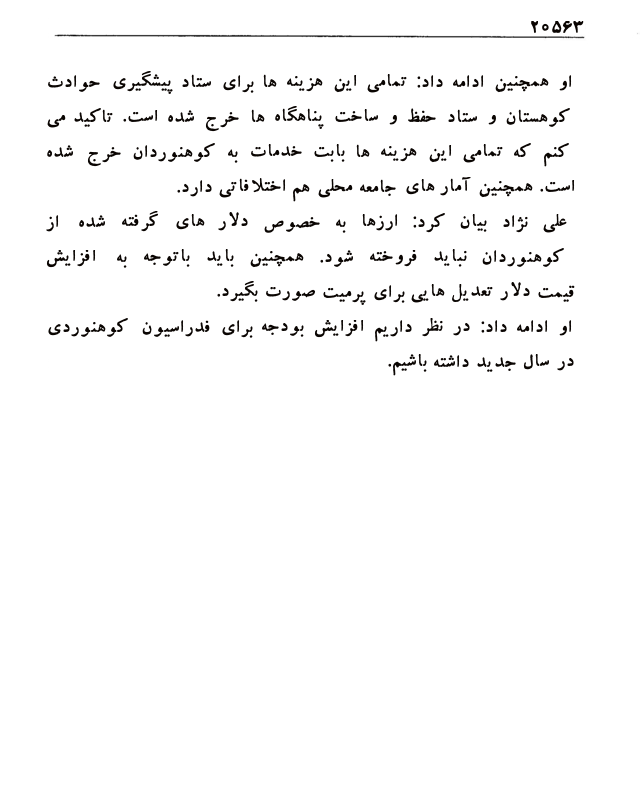 ۲۰۵۶۳
او همچنین ادامه داد: تمامی این هزینه ها برای ستاد پیشگیری حوادث
کوهستان و ستاد حفظ و ساخت پناهگاه ها خرج شده است. تاکید می
کنم که تمامی این هزینه ها بابت خدمات به کوهنوردان خرج شده
است. همچنین آمار های جامعه محلی هم اختلافاتی دارد.
علی نژاد بیان کرد: ارزها به خصوص دلار های گرفته شده از
کوهنوردان نباید فروخته شود. همچنین باید باتوجه به افزایش
قیمت دلار تعدیل هایی برای پرمیت صورت بگیرد.
او ادامه داد: در نظر داریم افزایش بودجه برای فدراسیون کوهنوردی
در سال جدید داشته باشیم.